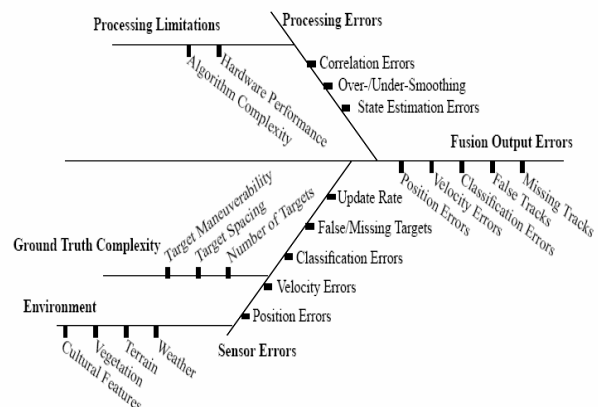 Processing Errors
Processing Limitations
Algorithm Complexity
Hardware Performance
Correlation Errors
Over-/Under-Smoothing
State Estimation Errors
Fusion Output Errors
Position Errors
Velocity Errors
Classification Errors
False Tracks
Missing Tracks
Ground Truth Complexity
Target Maneuverability
Target Spacing
Number of Targets
Update Rate
False/Missing Targets
Classification Errors
Velocity Errors
Position Errors
Environment
Cultural Features
Vegetation
Terrain
Weather
Sensor Errors